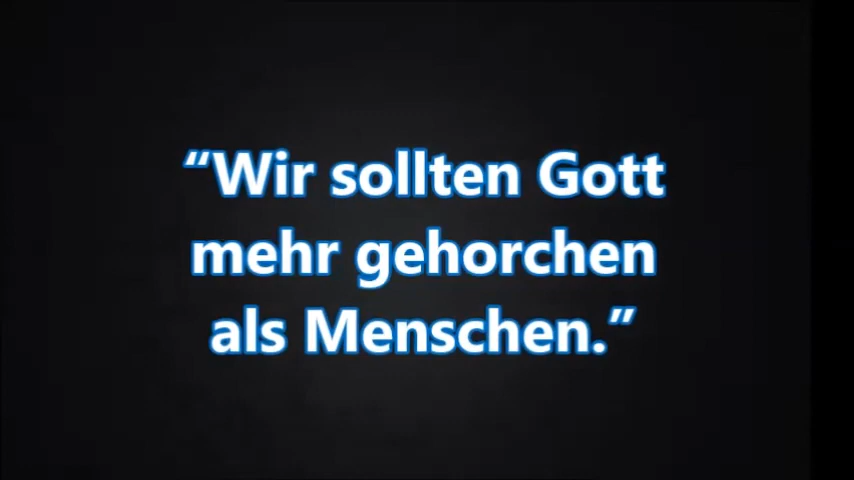 “Wir sollten Gott
mehr gehorchen
als Menschen.”